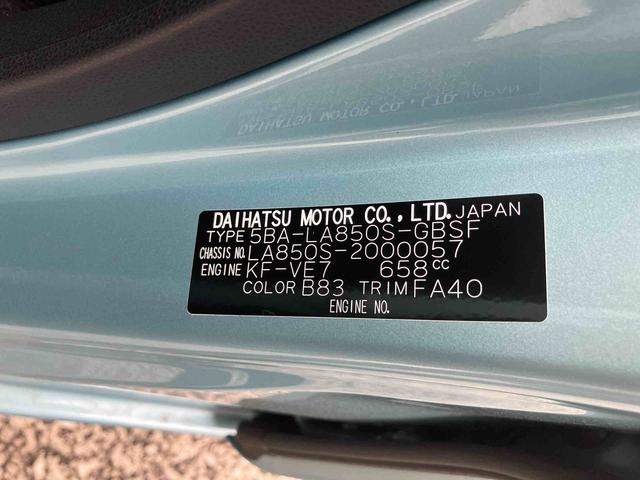 DAIHATSU MOTOR CO., LTD. JAPAN
TYPE 5BA-LA850S-GBSF
CHASSIS NO. LA850S-2000057
ENGINE KF-VE7 658CC
COLOR B83 TRIM FA40
ENGINE NO.